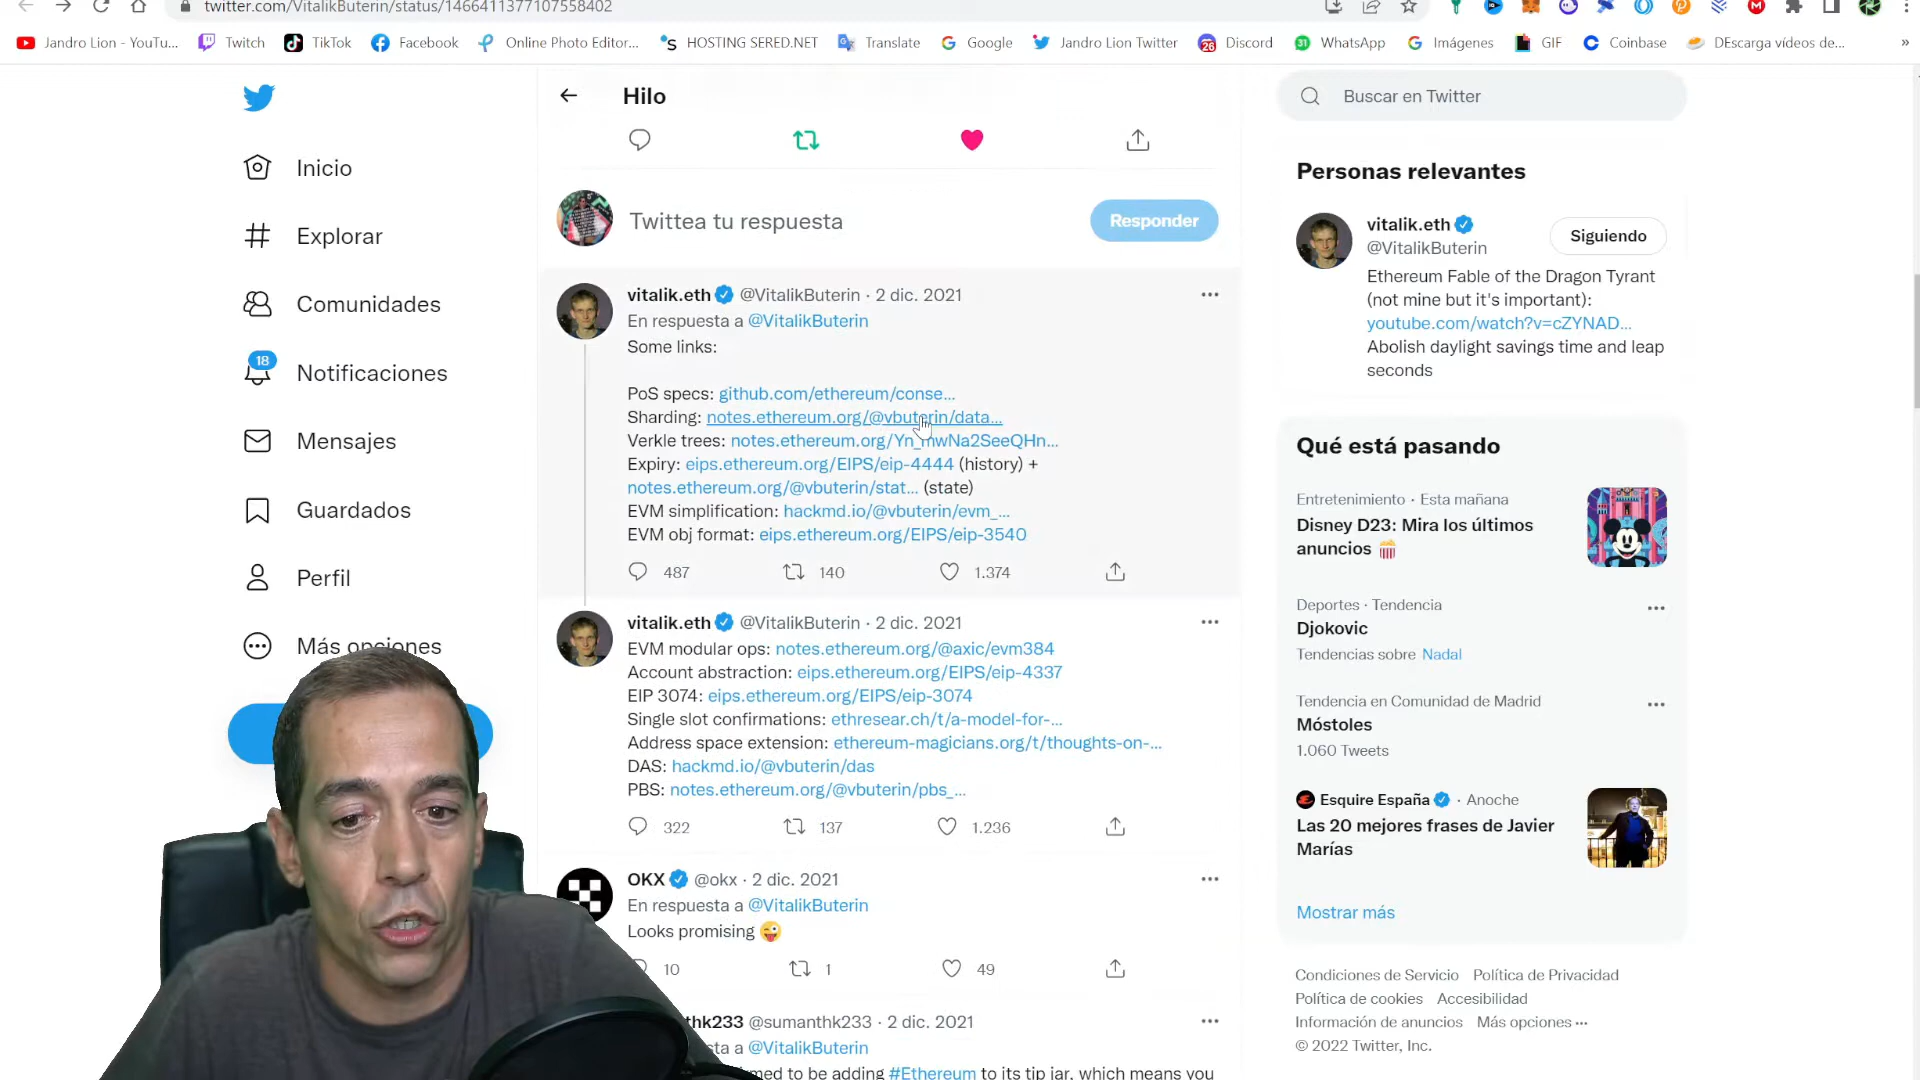 twitter.com/VitalikButerin/status/1466411377107558402
Jandro Lion - YouTu...
Twitch
TikTok
Facebook
Online Photo Editor...
HOSTING SERED.NET
Translate
Google
Jandro Lion Twitter
26
Discord
31
WhatsApp
Imágenes
GIF
Coinbase
DEscarga vídeos de...
»
Inicio
Explorar
Comunidades
18
Notificaciones
Mensajes
Guardados
Perfil
Más opciones
Hilo
Twittea tu respuesta
Responder
vitalik.eth @VitalikButerin · 2 dic. 2021
En respuesta a @VitalikButerin
Some links:
PoS specs: github.com/ethereum/conse...
Sharding: notes.ethereum.org/@vbuterin/data...
Verkle trees: notes.ethereum.org/Yn_mwNa2SeeQHn...
Expiry: eips.ethereum.org/EIPS/eip-4444 (history) +
notes.ethereum.org/@vbuterin/stat... (state)
EVM simplification: hackmd.io/@vbuterin/evm_...
EVM obj format: eips.ethereum.org/EIPS/eip-3540
487 140 1.374
vitalik.eth @VitalikButerin · 2 dic. 2021
EVM modular ops: notes.ethereum.org/@axic/evm384
Account abstraction: eips.ethereum.org/EIPS/eip-4337
EIP 3074: eips.ethereum.org/EIPS/eip-3074
Single slot confirmations: ethresear.ch/t/a-model-for-...
Address space extension: ethereum-magicians.org/t/thoughts-on-...
DAS: hackmd.io/@vbuterin/das
PBS: notes.ethereum.org/@vbuterin/pbs_...
322 137 1.236
OKX @okx · 2 dic. 2021
En respuesta a @VitalikButerin
Looks promising
10 1 49
thk233 @sumanthk233 · 2 dic. 2021
sta a @VitalikButerin
med to be adding #Ethereum to its tip jar, which means you
Buscar en Twitter
Personas relevantes
vitalik.eth
@VitalikButerin
Siguiendo
Ethereum Fable of the Dragon Tyrant
(not mine but it's important):
youtube.com/watch?v=cZYNAD...
Abolish daylight savings time and leap
seconds
Qué está pasando
Entretenimiento · Esta mañana
Disney D23: Mira los últimos
anuncios
Deportes · Tendencia
Djokovic
Tendencias sobre Nadal
Tendencia en Comunidad de Madrid
Móstoles
1.060 Tweets
Esquire España · Anoche
Las 20 mejores frases de Javier
Marías
Mostrar más
Condiciones de Servicio Política de Privacidad
Política de cookies Accesibilidad
Información de anuncios Más opciones ···
© 2022 Twitter, Inc.